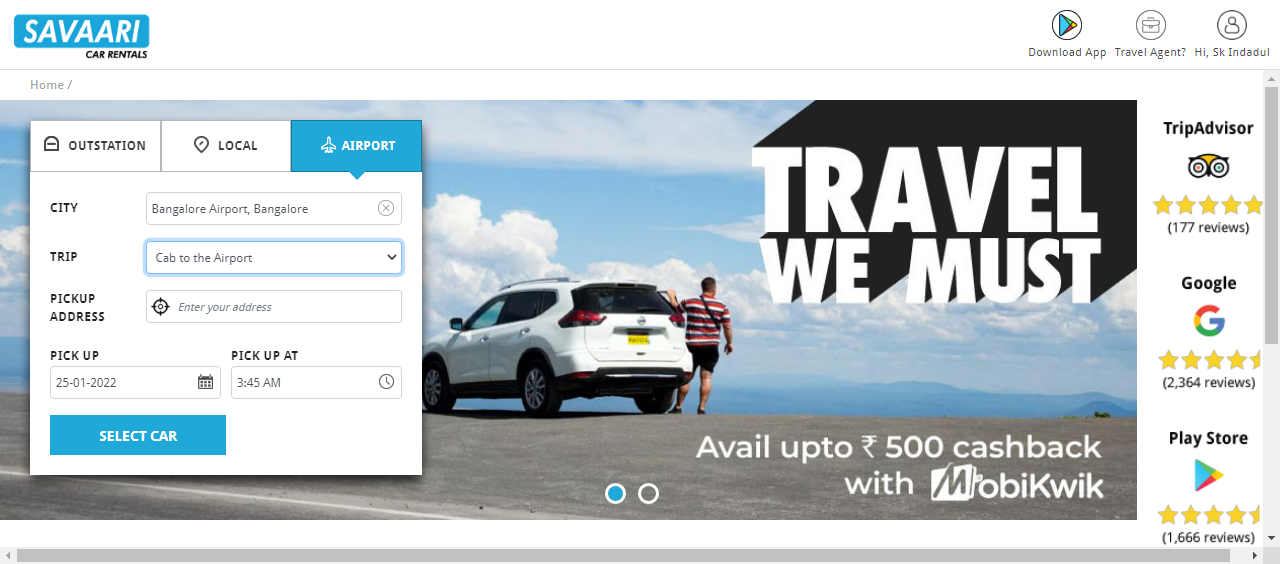 SAVAARI
CAR RENTALS
Download App
Travel Agent?
Hi, Sk Indadul
Home /
OUTSTATION
LOCAL
AIRPORT
CITY
Bangalore Airport, Bangalore
TRIP
Cab to the Airport
PICKUP
ADDRESS
Enter your address
PICK UP
PICK UP AT
25-01-2022
3:45 AM
SELECT CAR
TRAVEL
WE MUST
Avail upto ₹ 500 cashback
with MobiKwik
TripAdvisor
(177 reviews)
Google
(2,364 reviews)
Play Store
(1,666 reviews)